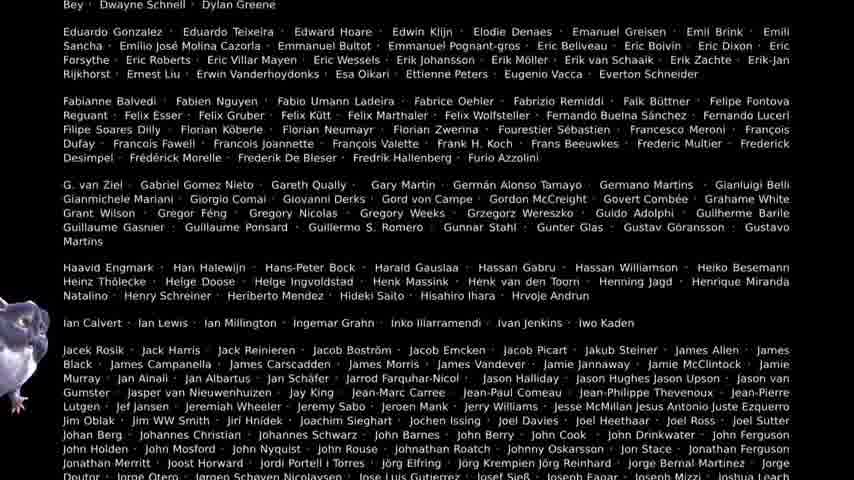 Bey · Dwayne Schnell · Dylan Greene
Eduardo Gonzalez · Eduardo Teixeira · Edward Hoare · Edwin Klijn · Elodie Denaes · Emanuel Greisen · Emil Brink · Emili
Sancha · Emilio José Molina Cazorla · Emmanuel Bultot · Emmanuel Pognant-gros · Eric Beliveau · Eric Boivin · Eric Dixon · Eric
Forsythe · Eric Roberts · Eric Villar Mayen · Eric Wessels · Erik Johansson · Erik Möller · Erik van Schaaik · Erik Zachte · Erik-Jan
Rijkhorst · Ernest Liu · Erwin Vanderhoydonks · Esa Oikari · Ettienne Peters · Eugenio Vacca · Everton Schneider
Fabianne Balvedi · Fabien Nguyen · Fabio Umann Ladeira · Fabrice Oehler · Fabrizio Remiddi · Falk Büttner · Felipe Fontova
Reguant · Felix Esser · Felix Gruber · Felix Kütt · Felix Marthaler · Felix Wolfsteller · Fernando Buelna Sánchez · Fernando Luceri
Filipe Soares Dilly · Florian Köberle · Florian Neumayr · Florian Zwerina · Fourestier Sébastien · Francesco Meroni · François
Dufay · Francois Fawell · Francois Joannette · François Valette · Frank H. Koch · Frans Beeuwkes · Frederic Multier · Frederick
Desimpel · Frédérick Morelle · Frederik De Bleser · Fredrik Hallenberg · Furio Azzolini
G. van Ziel · Gabriel Gomez Nieto · Gareth Qually · Gary Martin · Germán Alonso Tamayo · Germano Martins · Gianluigi Belli
Gianmichele Mariani · Giorgio Comai · Giovanni Derks · Gord von Campe · Gordon McCreight · Govert Combée · Grahame White
Grant Wilson · Gregor Féng · Gregory Nicolas · Gregory Weeks · Grzegorz Wereszko · Guido Adolphi · Guilherme Barile
Guillaume Gasnier · Guillaume Ponsard · Guillermo S. Romero · Gunnar Stahl · Gunter Glas · Gustav Göransson · Gustavo
Martins
Haavid Engmark · Han Halewijn · Hans-Peter Bock · Harald Gauslaa · Hassan Gabru · Hassan Williamson · Heiko Besemann
Heinz Thölecke · Helge Doose · Helge Ingvoldstad · Henk Massink · Henk van den Toorn · Henning Jagd · Henrique Miranda
Natalino · Henry Schreiner · Heriberto Mendez · Hideki Saito · Hisahiro Ihara · Hrvoje Andrun
Ian Calvert · Ian Lewis · Ian Millington · Ingemar Grahn · Inko Illarramendi · Ivan Jenkins · Iwo Kaden
Jacek Rosik · Jack Harris · Jack Reinieren · Jacob Boström · Jacob Emcken · Jacob Picart · Jakub Steiner · James Allen · James
Black · James Campanella · James Carscadden · James Morris · James Vandever · Jamie Jannaway · Jamie McClintock · Jamie
Murray · Jan Ainali · Jan Albartus · Jan Schäfer · Jarrod Farquhar-Nicol · Jason Halliday · Jason Hughes Jason Upson · Jason van
Gumster · Jasper van Nieuwenhuizen · Jay King · Jean-Marc Carree · Jean-Paul Comeau · Jean-Philippe Thevenoux · Jean-Pierre
Lutgen · Jef Jansen · Jeremiah Wheeler · Jeremy Sabo · Jeroen Mank · Jerry Williams · Jesse McMillan Jesus Antonio Juste Ezquerro
Jim Oblak · Jim WW Smith · Jiří Hnídek · Joachim Sieghart · Jochen Issing · Joel Davies · Joel Heethaar · Joel Ross · Joel Sutter
Johan Berg · Johannes Christian · Johannes Schwarz · John Barnes · John Berry · John Cook · John Drinkwater · John Ferguson
John Holden · John Mosford · John Nyquist · John Rouse · Johnathan Roatch · Johnny Oskarsson · Jon Stace · Jonathan Ferguson
Jonathan Merritt · Joost Horward · Jordi Portell i Torres · Jörg Elfring · Jörg Krempien Jörg Reinhard · Jorge Bernal Martinez · Jorge
Doutor · Jorge Otero · Jørgen Schøyen Nicolaysen · Jose Luis Gutierrez · Josef Sieß · Joseph Eagar · Joseph Mizzi · Joshua Leach